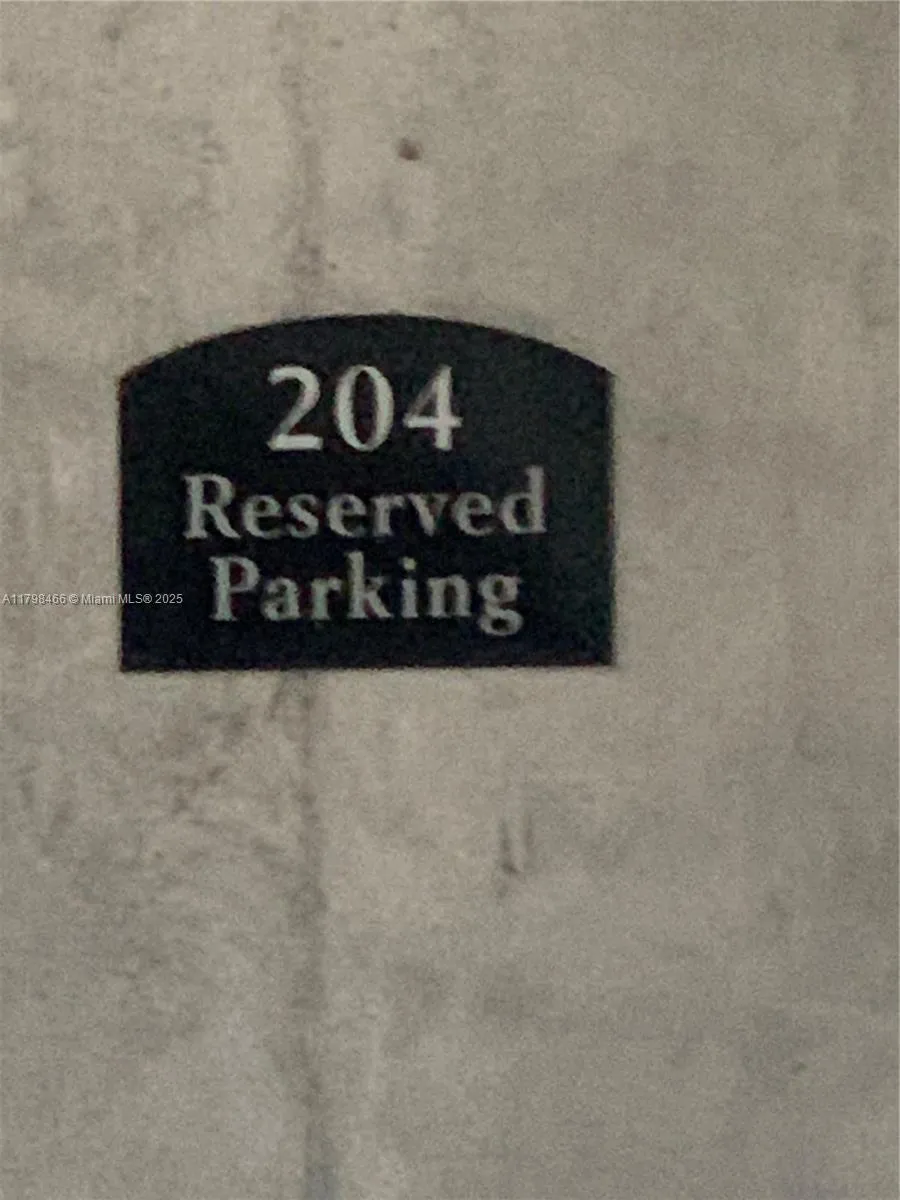 204
Reserved
Parking
A11798466 © Miami MLS® 2025